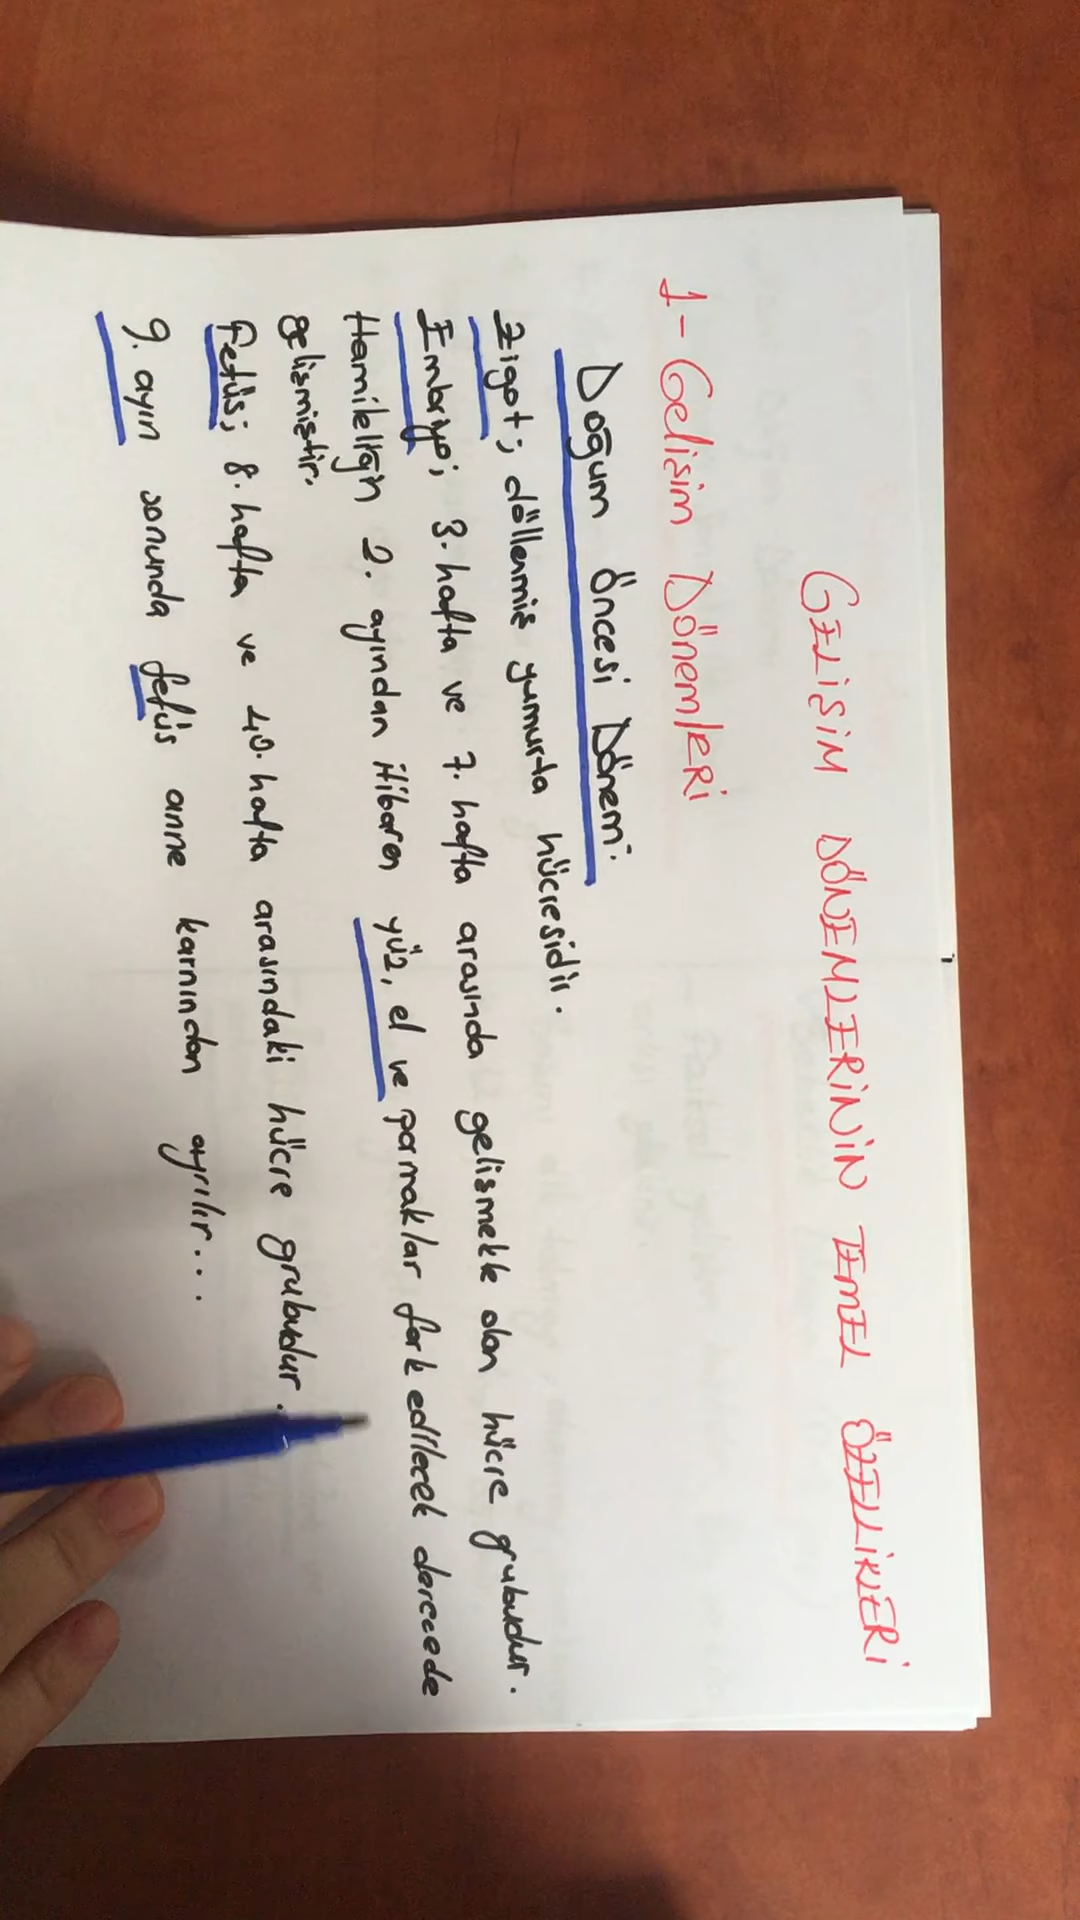 GELİŞİM DÖNEMLERİNİN TEMEL ÖZELLİKLERİ
1- Gelişim DÖNEMLERİ
Doğum Öncesi Dönem:
Zigot; döllenmiş yumurta hücresidir.
Embriyo; 3. hafta ve 7. hafta arasında gelişmekte olan hücre grubudur.
Hamileliğin 2. ayından itibaren yüz, el ve parmaklar fark edilecek derecede
gelişmiştir.
Fetüs; 8. hafta ve 40. hafta arasındaki hücre grubudur.
9. ayın sonunda fetüs anne karnından ayrılır...